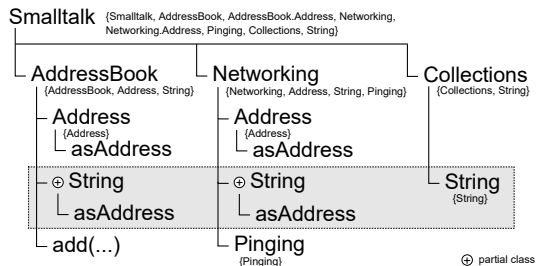 Smalltalk {Smalltalk, AddressBook, AddressBook.Address, Networking,
Networking.Address, Pinging, Collections, String}
AddressBook
{AddressBook, Address, String}
Address
{Address}
asAddress
⊕ String
asAddress
add(...)
Networking
{Networking, Address, String, Pinging}
Address
{Address}
asAddress
⊕ String
asAddress
Pinging
{Pinging}
Collections
{Collections, String}
String
{String}
⊕ partial class